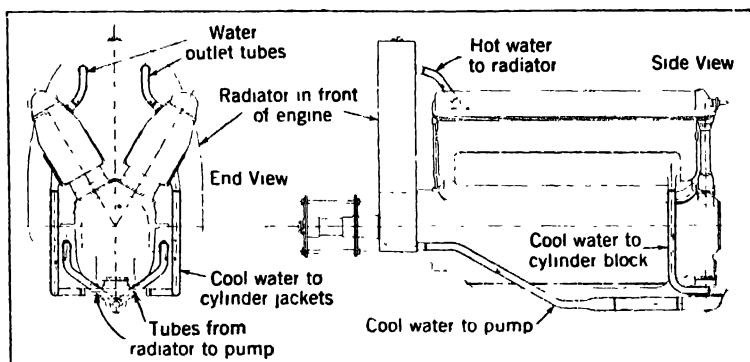 Water
outlet tubes
Radiator in front
of engine
End View
Cool water to
cylinder jackets
Tubes from
radiator to pump
Hot water
to radiator
Side View
Cool water to
cylinder block
Cool water to pump